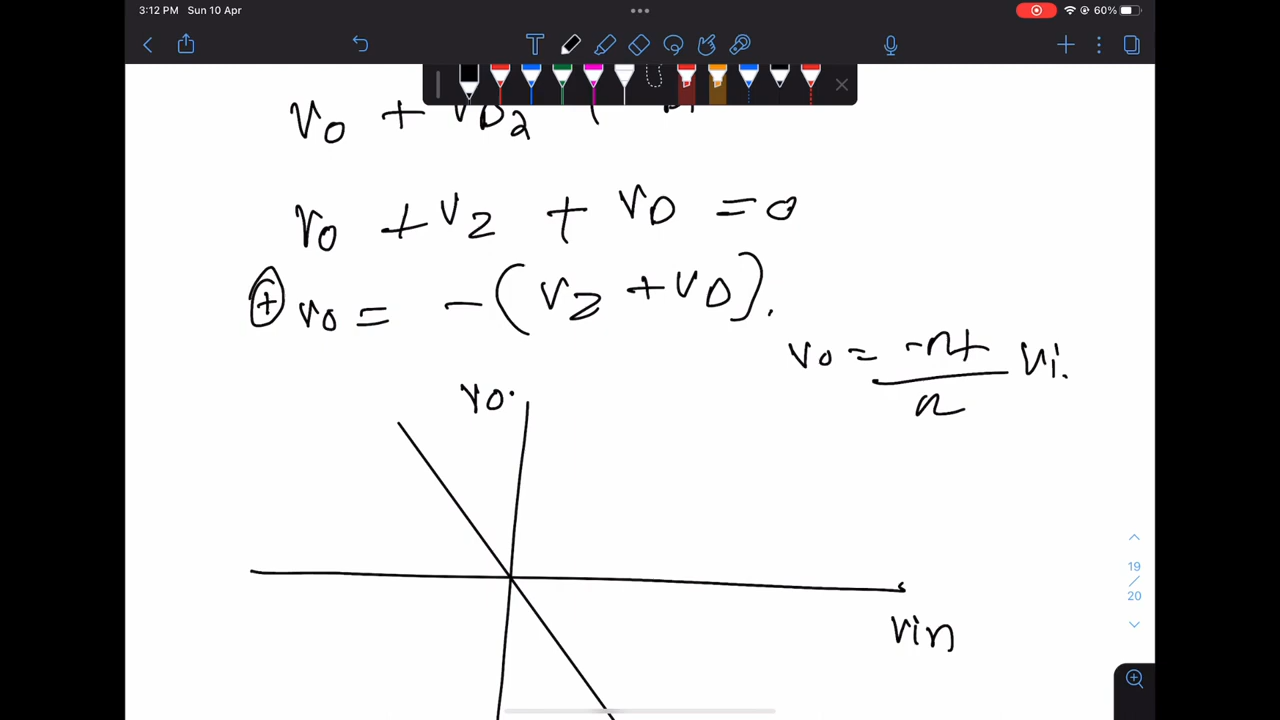 3:12 PM Sun 10 Apr
60%
T
vo + VD2 +
vo + Vz + VD = 0
+ vo = - (Vz + VD).
vo = -rf / r vi.
vo.
19
/
20
vin